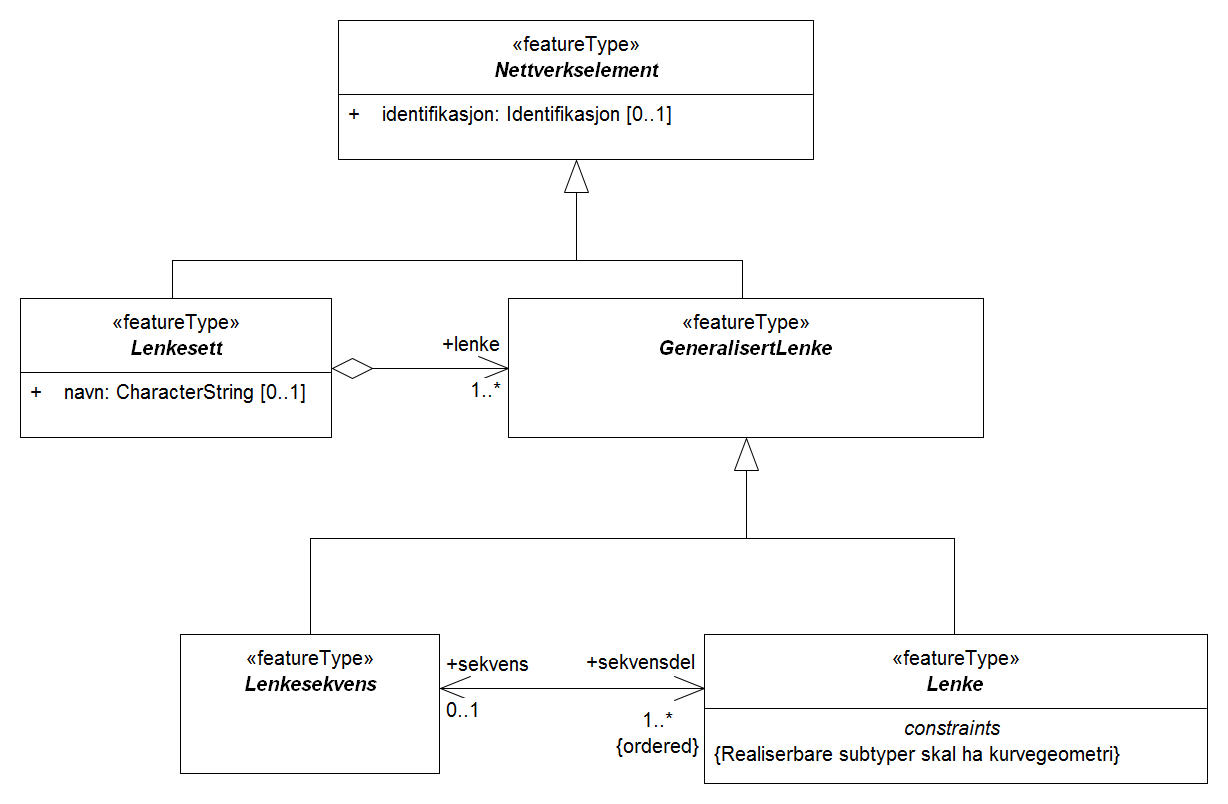 «featureType»
Nettverkselement
+ identifikasjon: Identifikasjon [0..1]
«featureType»
Lenkesett
+ navn: CharacterString [0..1]
+lenke
1..*
«featureType»
GeneralisertLenke
«featureType»
Lenkesekvens
+sekvens
0..1
+sekvensdel
1..*
{ordered}
«featureType»
Lenke
constraints
{Realiserbare subtyper skal ha kurvegeometri}